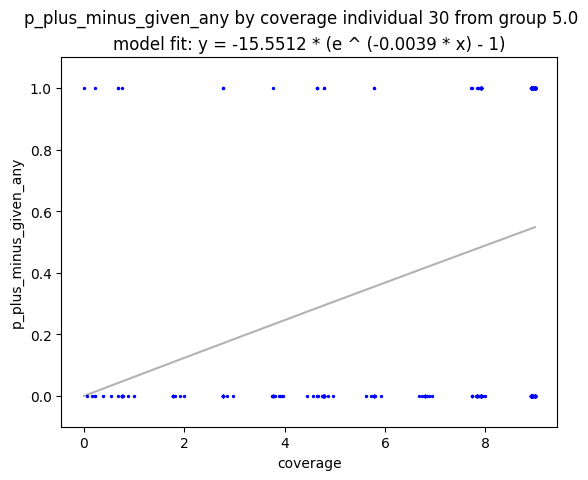 p_plus_minus_given_any by coverage individual 30 from group 5.0
model fit: y = -15.5512 * (e ^ (-0.0039 * x) - 1)
1.0
0.8
0.6
0.4
0.2
0.0
p_plus_minus_given_any
0 2 4 6 8
coverage